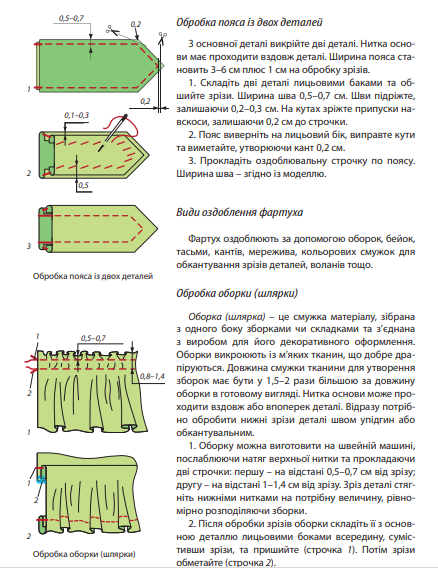 0,5–0,7
0,2
1
0,2
0,1–0,3
2
0,5
3
Обробка пояса із двох деталей
1
0,5–0,7
2
0,8–1,4
1
1
2
2
Обробка оборки (шлярки)
Обробка пояса із двох деталей
З основної деталі викрійте дві деталі. Нитка осно-
ви має проходити вздовж деталі. Ширина пояса ста-
новить 3–6 см плюс 1 см на обробку зрізів.
1. Складіть дві деталі лицьовими баками та об-
шийте зрізи. Ширина шва 0,5–0,7 см. Шви підріжте,
залишаючи 0,2–0,3 см. На кутах зріжте припуски на-
вскоси, залишаючи 0,2 см до строчки.
2. Пояс виверніть на лицьовий бік, виправте кути
та виметайте, утворюючи кант 0,2 см.
3. Прокладіть оздоблювальну строчку по поясу.
Ширина шва – згідно із моделлю.
Види оздоблення фартуха
Фартух оздоблюють за допомогою оборок, бейок,
тасьми, кантів, мережива, кольорових смужок для
обкантування зрізів деталей, воланів тощо.
Обробка оборки (шлярки)
Оборка (шлярка) – це смужка матеріалу, зібрана
з одного боку зборками чи складками та з’єднана
з виробом для його декоративного оформлення.
Оборки викроюють із м’яких тканин, що добре дра-
піруються. Довжина смужки тканини для утворення
зборок має бути у 1,5–2 рази більшою за довжину
оборки в готовому вигляді. Нитка основи може про-
ходити вздовж або впоперек деталі. Відразу потріб-
но обробити нижні зрізи деталі швом упідгин або
обкантувальним.
1. Оборку можна виготовити на швейній машині,
послаблюючи натяг верхньої нитки та прокладаючи
дві строчки: першу – на відстані 0,5–0,7 см від зрізу;
другу – на відстані 1–1,4 см від зрізу. Зріз деталі стяг-
ніть нижніми нитками на потрібну величину, рівно-
мірно розподіляючи зборки.
2. Після обробки зрізів оборки складіть її з основ-
ною деталлю лицьовими боками всередину, суміс-
тивши зрізи, та пришийте (строчка 1). Потім зрізи
обметайте (строчка 2).